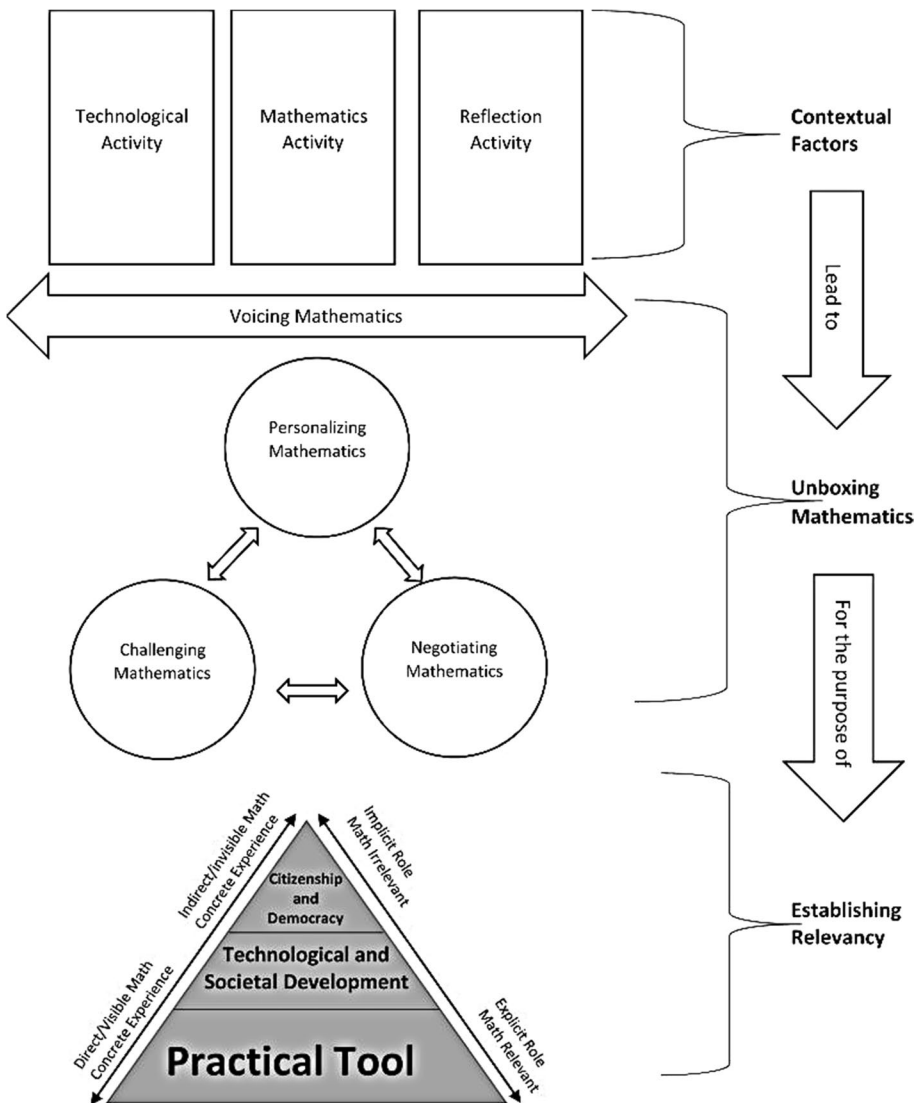 Technological
Activity
Mathematics
Activity
Reflection
Activity
Contextual
Factors
Lead to
Voicing Mathematics
Personalizing
Mathematics
Unboxing
Mathematics
Challenging
Mathematics
Negotiating
Mathematics
For the purpose of
Indirect/invisible Math
Concrete Experience
Implicit Role
Math Irrelevant
Citizenship
and
Democracy
Establishing
Relevancy
Technological and
Societal Development
Direct/Visible Math
Concrete Experience
Explicit Role
Math Relevant
Practical Tool